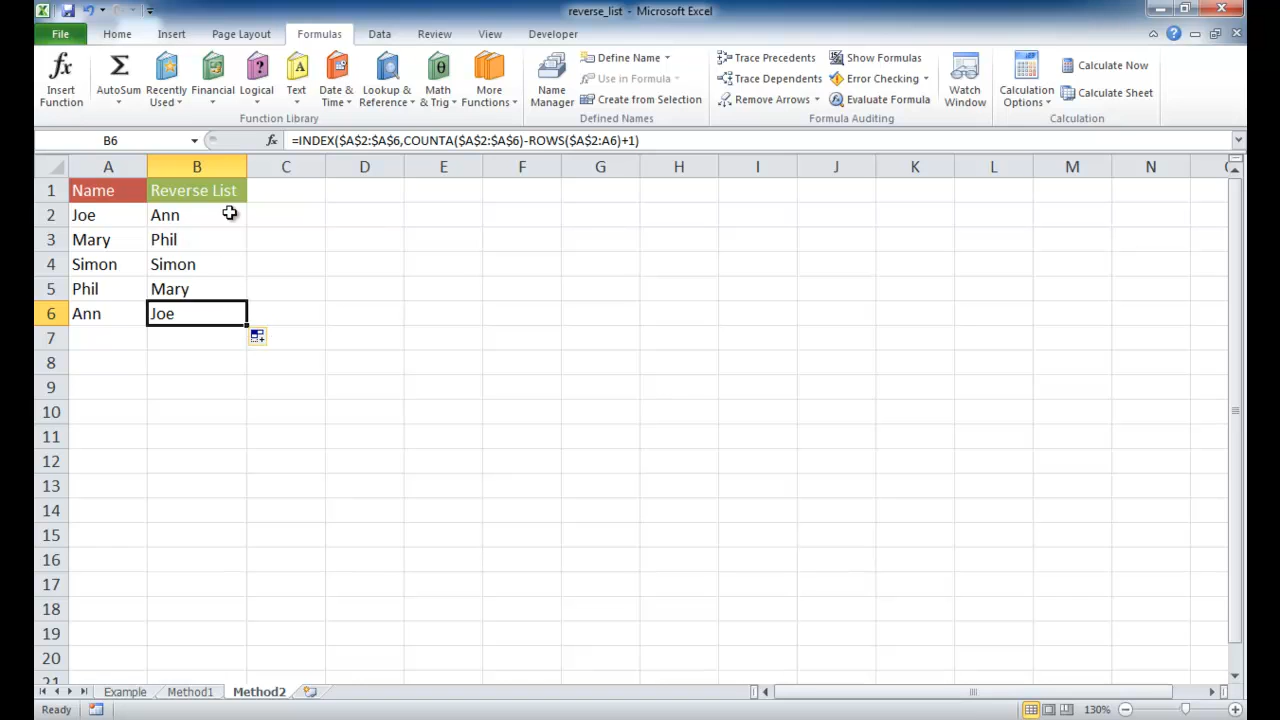 reverse_list - Microsoft Excel
File Home Insert Page Layout Formulas Data Review View Developer
Insert Function
AutoSum
Recently Used
Financial
Logical
Text
Date & Time
Lookup & Reference
Math & Trig
More Functions
Function Library
Name Manager
Define Name
Use in Formula
Create from Selection
Defined Names
Trace Precedents
Trace Dependents
Remove Arrows
Show Formulas
Error Checking
Evaluate Formula
Formula Auditing
Watch Window
Calculation Options
Calculate Now
Calculate Sheet
Calculation
B6 fx =INDEX($A$2:$A$6,COUNTA($A$2:$A$6)-ROWS($A$2:A6)+1)
A B C D E F G H I J K L M N
1 Name Reverse List
2 Joe Ann
3 Mary Phil
4 Simon Simon
5 Phil Mary
6 Ann Joe
7
8
9
10
11
12
13
14
15
16
17
18
19
20
21
Example Method1 Method2
Ready 130%